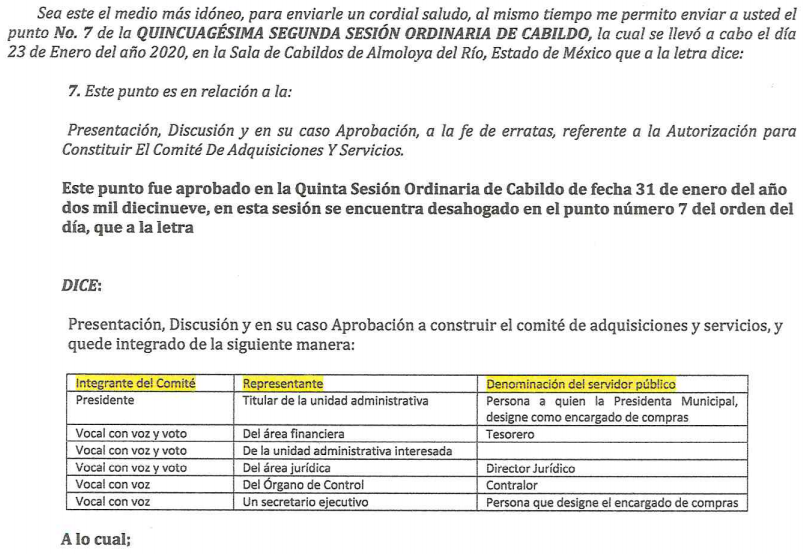 Sea este el medio más idóneo, para enviarle un cordial saludo, al mismo tiempo me permito enviar a usted el
punto No. 7 de la QUINCUAGÉSIMA SEGUNDA SESIÓN ORDINARIA DE CABILDO, la cual se llevó a cabo el día
23 de Enero del año 2020, en la Sala de Cabildos de Almoloya del Río, Estado de México que a la letra dice:
7. Este punto es en relación a la:
Presentación, Discusión y en su caso Aprobación, a la fe de erratas, referente a la Autorización para
Constituir El Comité De Adquisiciones Y Servicios.
Este punto fue aprobado en la Quinta Sesión Ordinaria de Cabildo de fecha 31 de enero del año
dos mil diecinueve, en esta sesión se encuentra desahogado en el punto número 7 del orden del
día, que a la letra
DICE:
Presentación, Discusión y en su caso Aprobación a construir el comité de adquisiciones y servicios, y
quede integrado de la siguiente manera:
Integrante del Comité Representante Denominación del servidor público
Presidente Titular de la unidad administrativa Persona a quien la Presidenta Municipal,
designe como encargado de compras
Vocal con voz y voto Del área financiera Tesorero
Vocal con voz y voto De la unidad administrativa interesada
Vocal con voz y voto Del área jurídica Director Jurídico
Vocal con voz Del Órgano de Control Contralor
Vocal con voz Un secretario ejecutivo Persona que designe el encargado de compras
A lo cual;